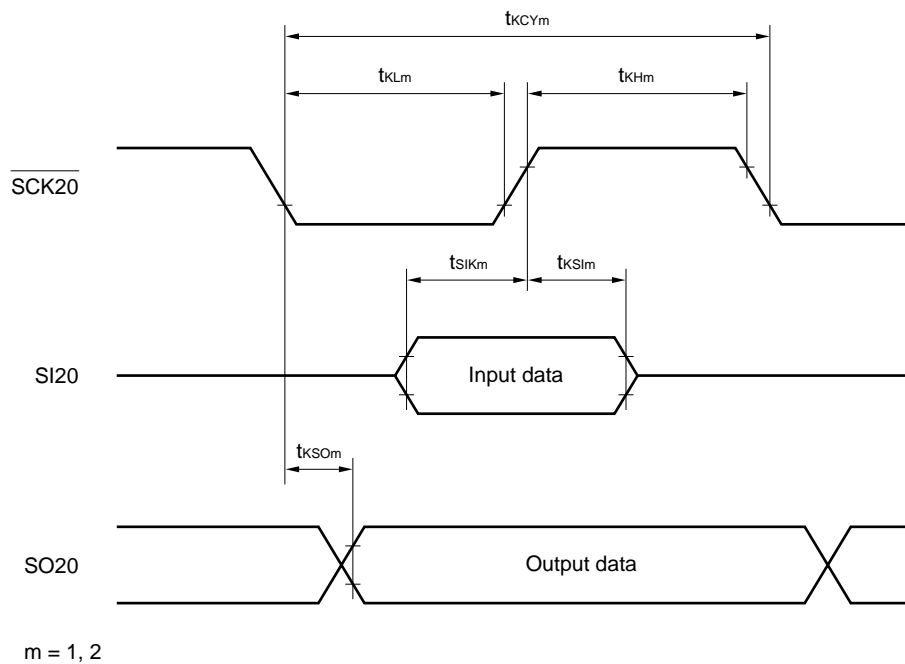 tKCYm
tKLm
tKHm
SCK20
tSIKm
tKSIm
SI20
Input data
tKSOm
SO20
Output data
m = 1, 2